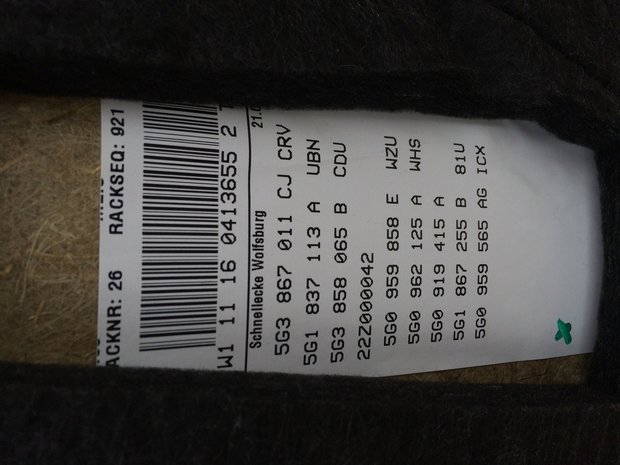 ACKNR: 26 RACKSEQ: 921
W1 11 16 0413655 2
Schnellecke Wolfsburg 21.
5G3 867 011 CJ CRV
5G1 837 113 A UBN
5G3 858 065 B CDU
22Z000042
5G0 959 858 E WZU
5G0 962 125 A WHS
5G0 919 415 A
5G1 867 255 B 81U
5G0 959 565 AG ICX